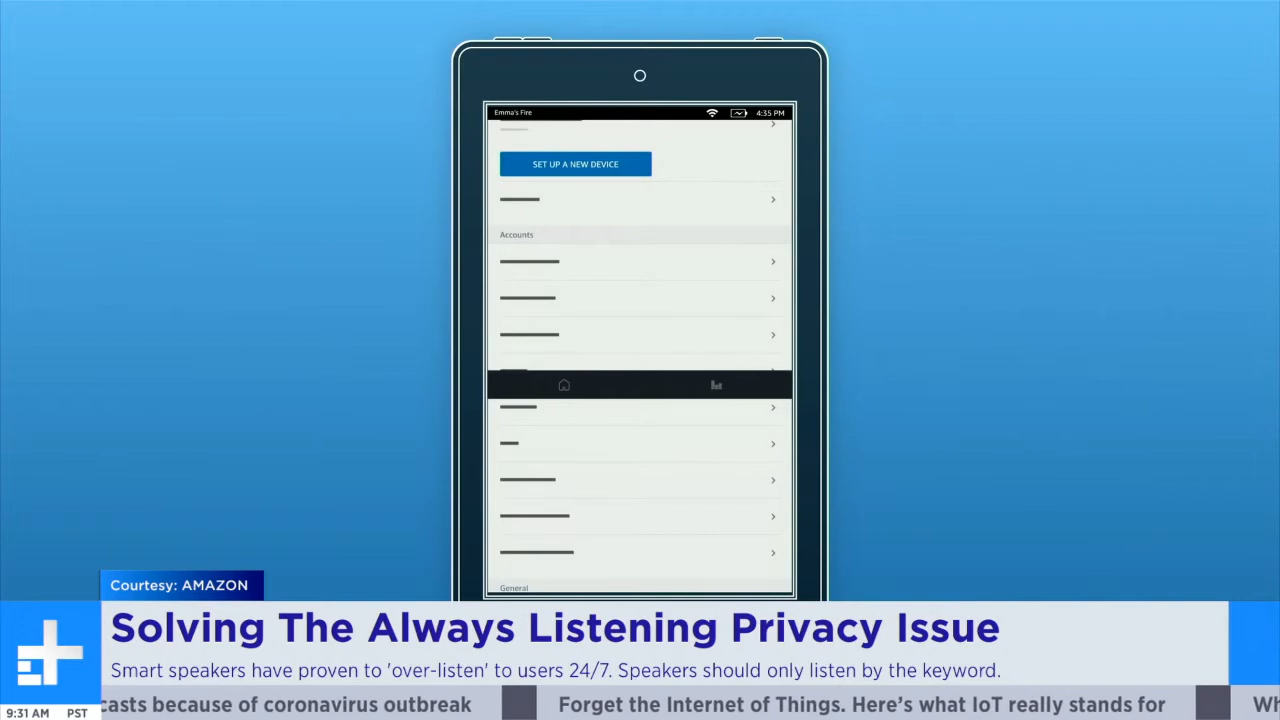 Emma's Fire
4:35 PM
SET UP A NEW DEVICE
Accounts
General
Courtesy: AMAZON
Solving The Always Listening Privacy Issue
Smart speakers have proven to 'over-listen' to users 24/7. Speakers should only listen by the keyword.
casts because of coronavirus outbreak
Forget the Internet of Things. Here's what IoT really stands for
9:31 AM PST